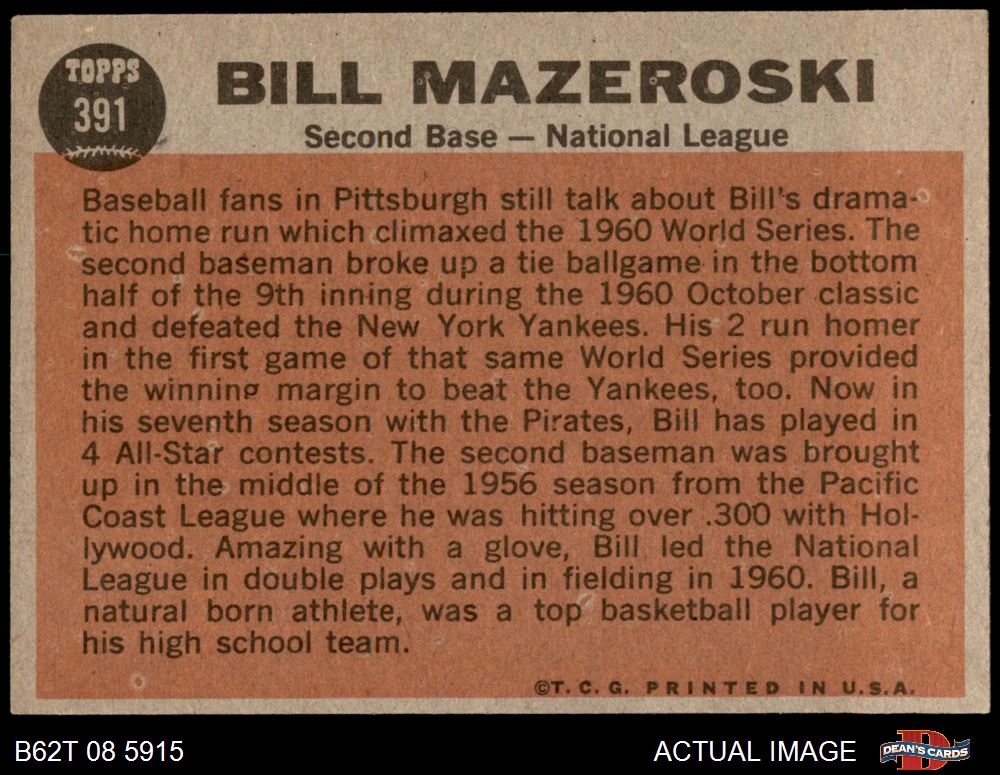 TOPPS
391
BILL MAZEROSKI
Second Base — National League
Baseball fans in Pittsburgh still talk about Bill's drama-
tic home run which climaxed the 1960 World Series. The
second baseman broke up a tie ballgame in the bottom
half of the 9th inning during the 1960 October classic
and defeated the New York Yankees. His 2 run homer
in the first game of that same World Series provided
the winning margin to beat the Yankees, too. Now in
his seventh season with the Pirates, Bill has played in
4 All-Star contests. The second baseman was brought
up in the middle of the 1956 season from the Pacific
Coast League where he was hitting over .300 with Hol-
lywood. Amazing with a glove, Bill led the National
League in double plays and in fielding in 1960. Bill, a
natural born athlete, was a top basketball player for
his high school team.
©T. C. G. PRINTED IN U.S.A.
B62T 08 5915
ACTUAL IMAGE
D
DEAN'S CARDS